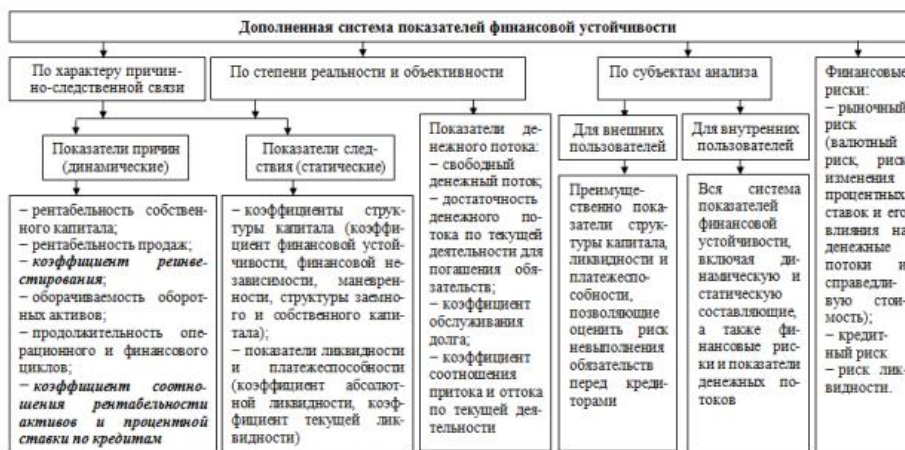 Дополненная система показателей финансовой устойчивости
По характеру причин-
но-следственной связи
По степени реальности и объективности
По субъектам анализа
Финансовые
риски:
– рыночный
риск
(валютный
риск, риск
изменения
процентных
ставок и его
влияния на
денежные
потоки и
справедли-
вую стои-
мость);
– кредит-
ный риск
– риск лик-
видности.
Показатели причин
(динамические)
Показатели след-
ствия (статические)
Показатели де-
нежного потока:
– свободный
денежный поток;
– достаточность
денежного по-
тока по текущей
деятельности для
погашения обя-
зательств;
– коэффициент
обслуживания
долга;
– коэффициент
соотношения
притока и оттока
по текущей дея-
тельности
Для внешних
пользователей
Для внутренних
пользователей
– рентабельность собствен-
ного капитала;
– рентабельность продаж;
– коэффициент реинве-
стирования;
– оборачиваемость оборот-
ных активов;
– продолжительность опе-
рационного и финансового
циклов;
– коэффициент соотно-
шения рентабельности
активов и процентной
ставки по кредитам
– коэффициенты струк-
туры капитала (коэффи-
циент финансовой устой-
чивости, финансовой не-
зависимости, маневрен-
ности, структуры заемно-
го и собственного капи-
тала);
– показатели ликвидности
и платежеспособности
(коэффициент абсолют-
ной ликвидности, коэф-
фициент текущей лик-
видности)
Преимуще-
ственно пока-
затели струк-
туры капитала,
ликвидности и
платежеспо-
собности,
позволяющие
оценить риск
невыполнения
обязательств
перед креди-
торами
Вся система
показателей
финансовой
устойчивости,
включая ди-
намическую и
статическую
составляющие,
а также фи-
нансовые рис-
ки и показатели
денежных по-
токов